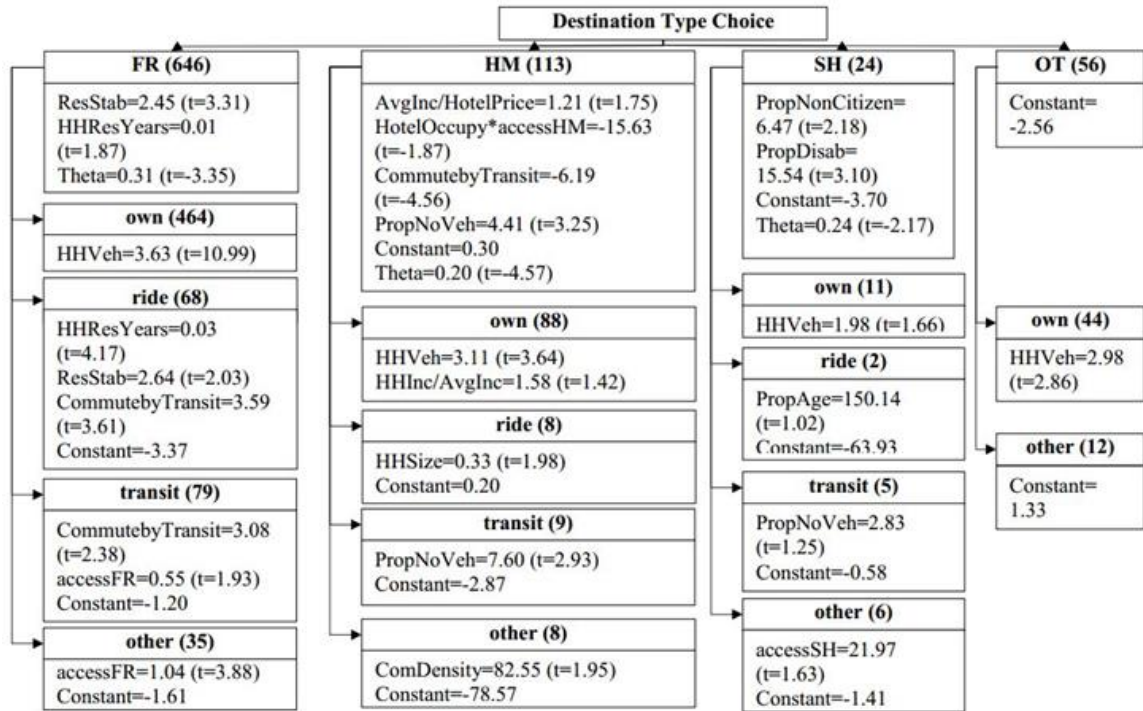 Destination Type Choice
FR (646)
ResStab=2.45 (t=3.31)
HHResYears=0.01
(t=1.87)
Theta=0.31 (t=-3.35)
own (464)
HHVeh=3.63 (t=10.99)
ride (68)
HHResYears=0.03
(t=4.17)
ResStab=2.64 (t=2.03)
CommutebyTransit=3.59
(t=3.61)
Constant=-3.37
transit (79)
CommutebyTransit=3.08
(t=2.38)
accessFR=0.55 (t=1.93)
Constant=-1.20
other (35)
accessFR=1.04 (t=3.88)
Constant=-1.61
HM (113)
AvgInc/HotelPrice=1.21 (t=1.75)
HotelOccupy*accessHM=-15.63
(t=-1.87)
CommutebyTransit=-6.19
(t=-4.56)
PropNoVeh=4.41 (t=3.25)
Constant=0.30
Theta=0.20 (t=-4.57)
own (88)
HHVeh=3.11 (t=3.64)
HHInc/AvgInc=1.58 (t=1.42)
ride (8)
HHSize=0.33 (t=1.98)
Constant=0.20
transit (9)
PropNoVeh=7.60 (t=2.93)
Constant=-2.87
other (8)
ComDensity=82.55 (t=1.95)
Constant=-78.57
SH (24)
PropNonCitizen=
6.47 (t=2.18)
PropDisab=
15.54 (t=3.10)
Constant=-3.70
Theta=0.24 (t=-2.17)
own (11)
HHVeh=1.98 (t=1.66)
ride (2)
PropAge=150.14
(t=1.02)
Constant=-63.93
transit (5)
PropNoVeh=2.83
(t=1.25)
Constant=-0.58
other (6)
accessSH=21.97
(t=1.63)
Constant=-1.41
OT (56)
Constant=
-2.56
own (44)
HHVeh=2.98
(t=2.86)
other (12)
Constant=
1.33